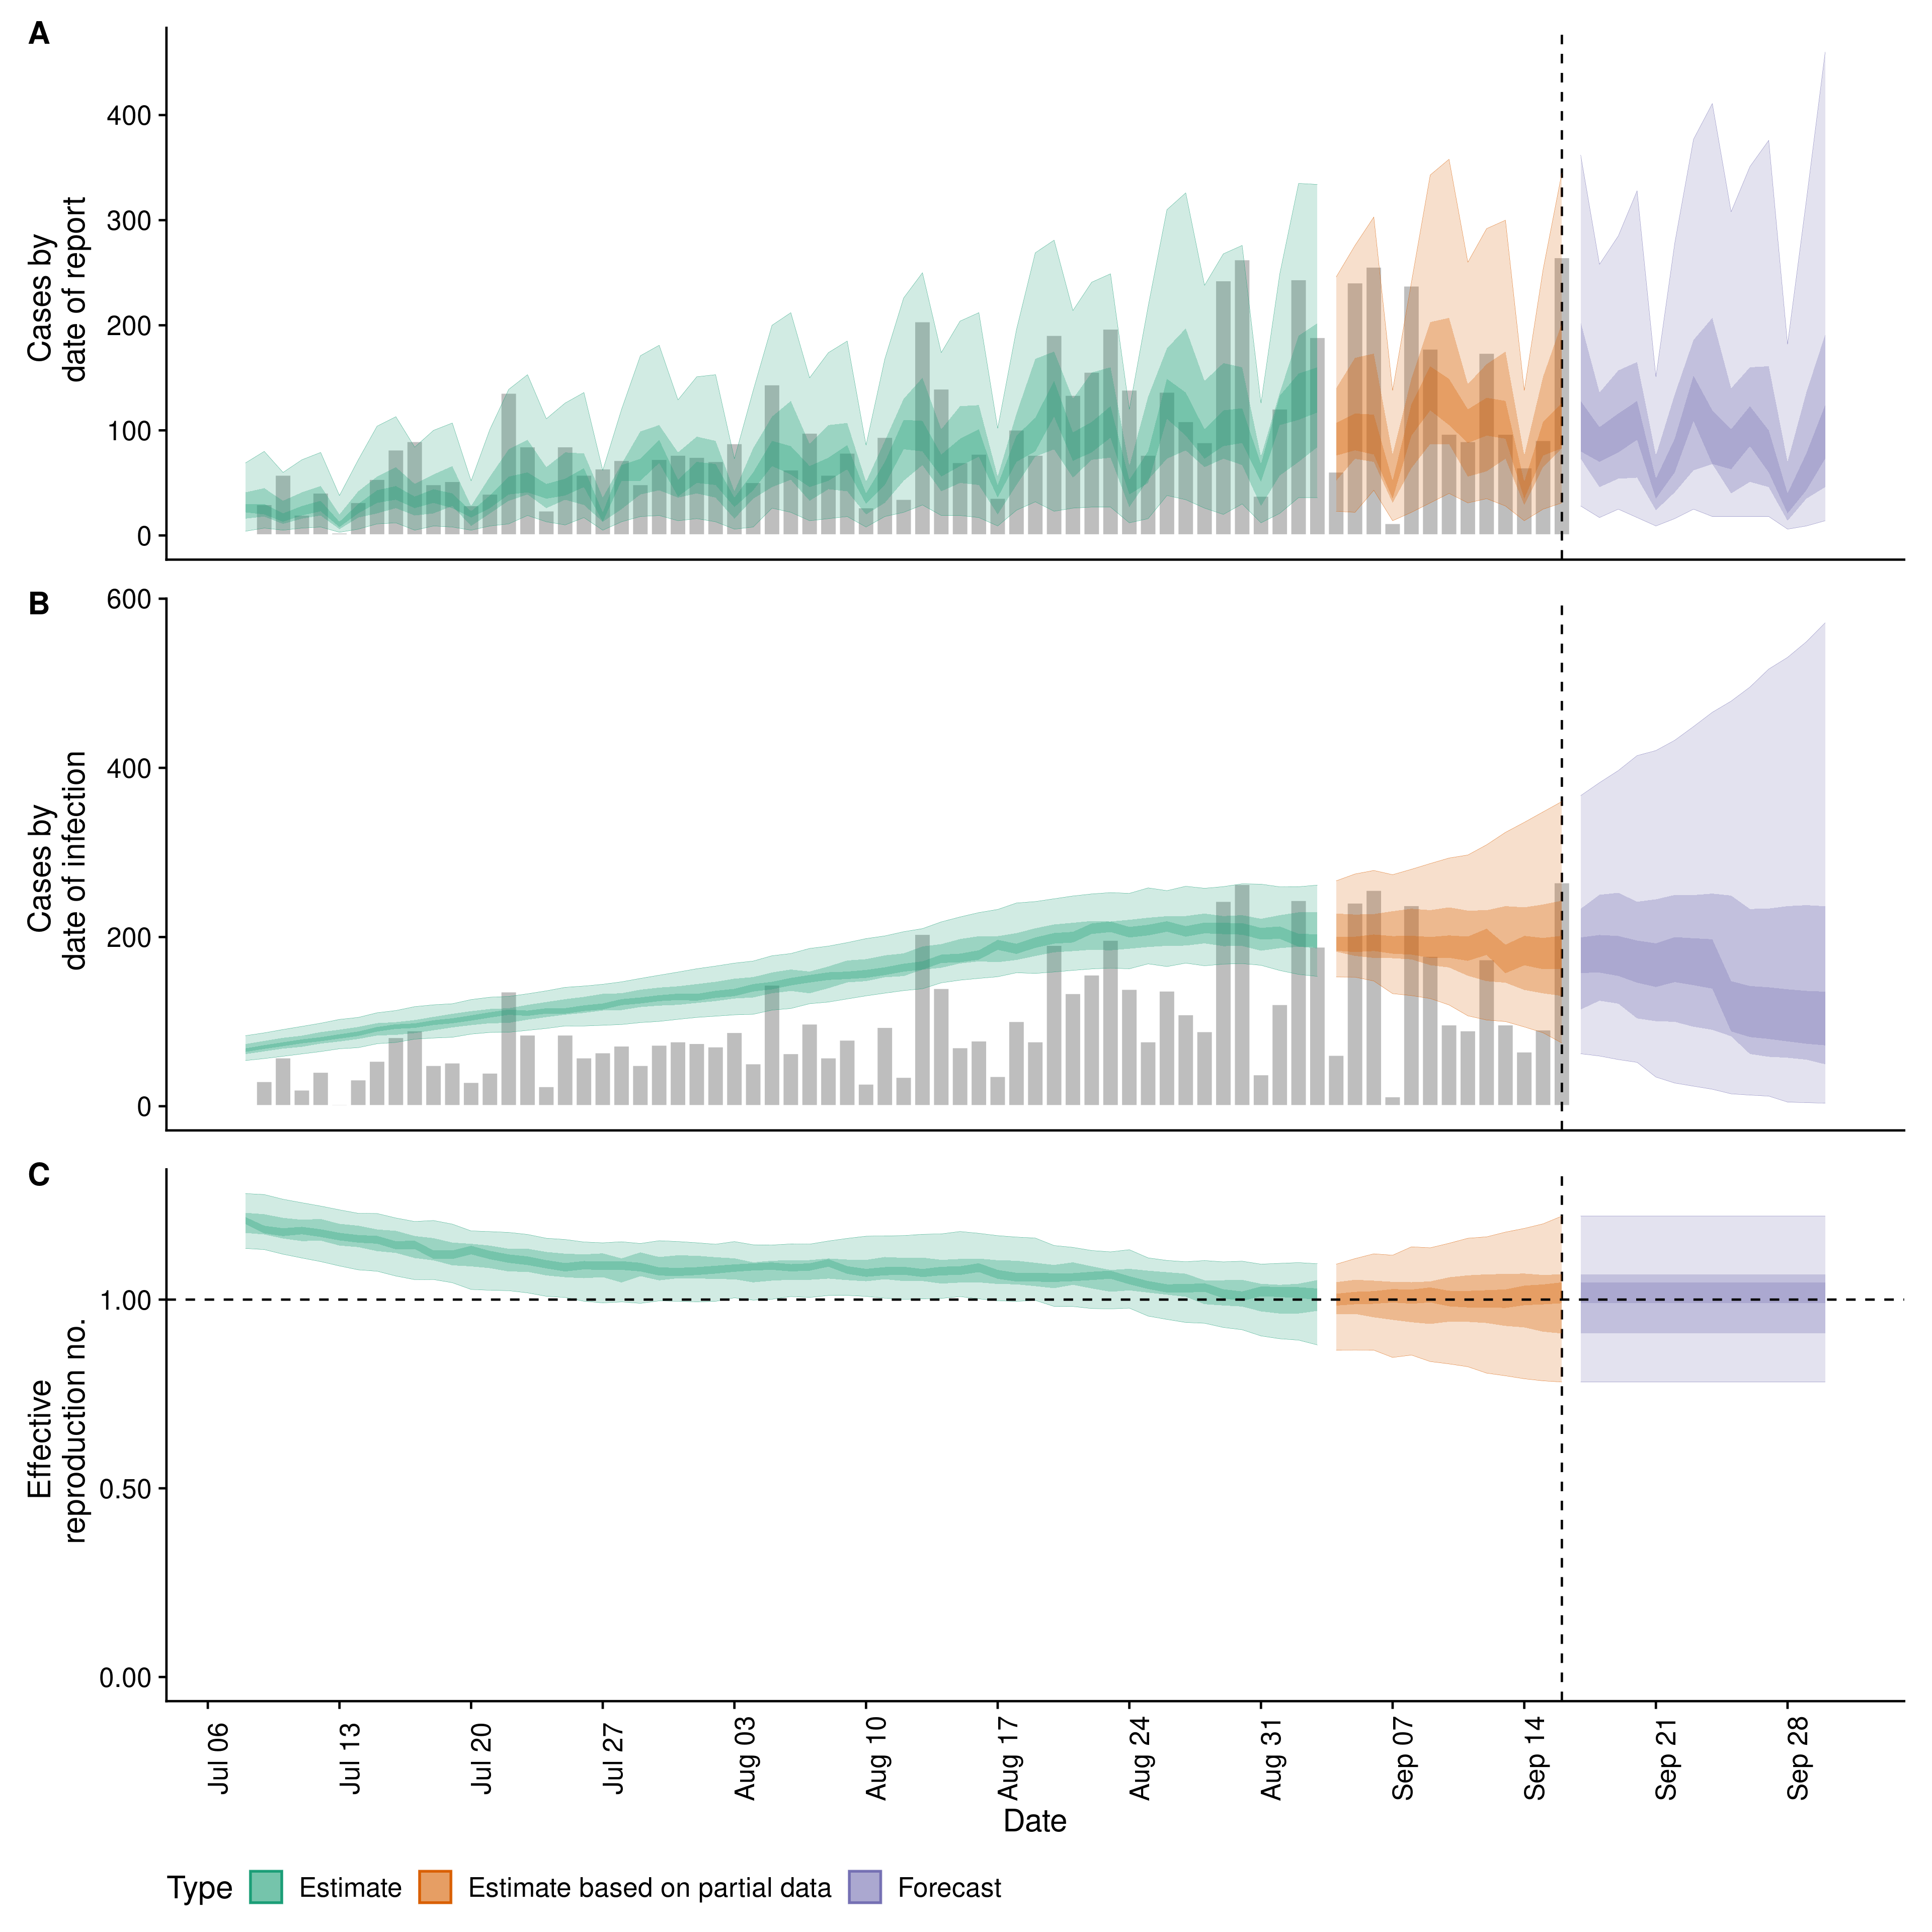 A
Cases by
date of report
400
300
200
100
0
B
Cases by
date of infection
600
400
200
0
C
Effective
reproduction no.
1.00
0.50
0.00
Jul 06
Jul 13
Jul 20
Jul 27
Aug 03
Aug 10
Aug 17
Aug 24
Aug 31
Sep 07
Sep 14
Sep 21
Sep 28
Date
Type Estimate Estimate based on partial data Forecast